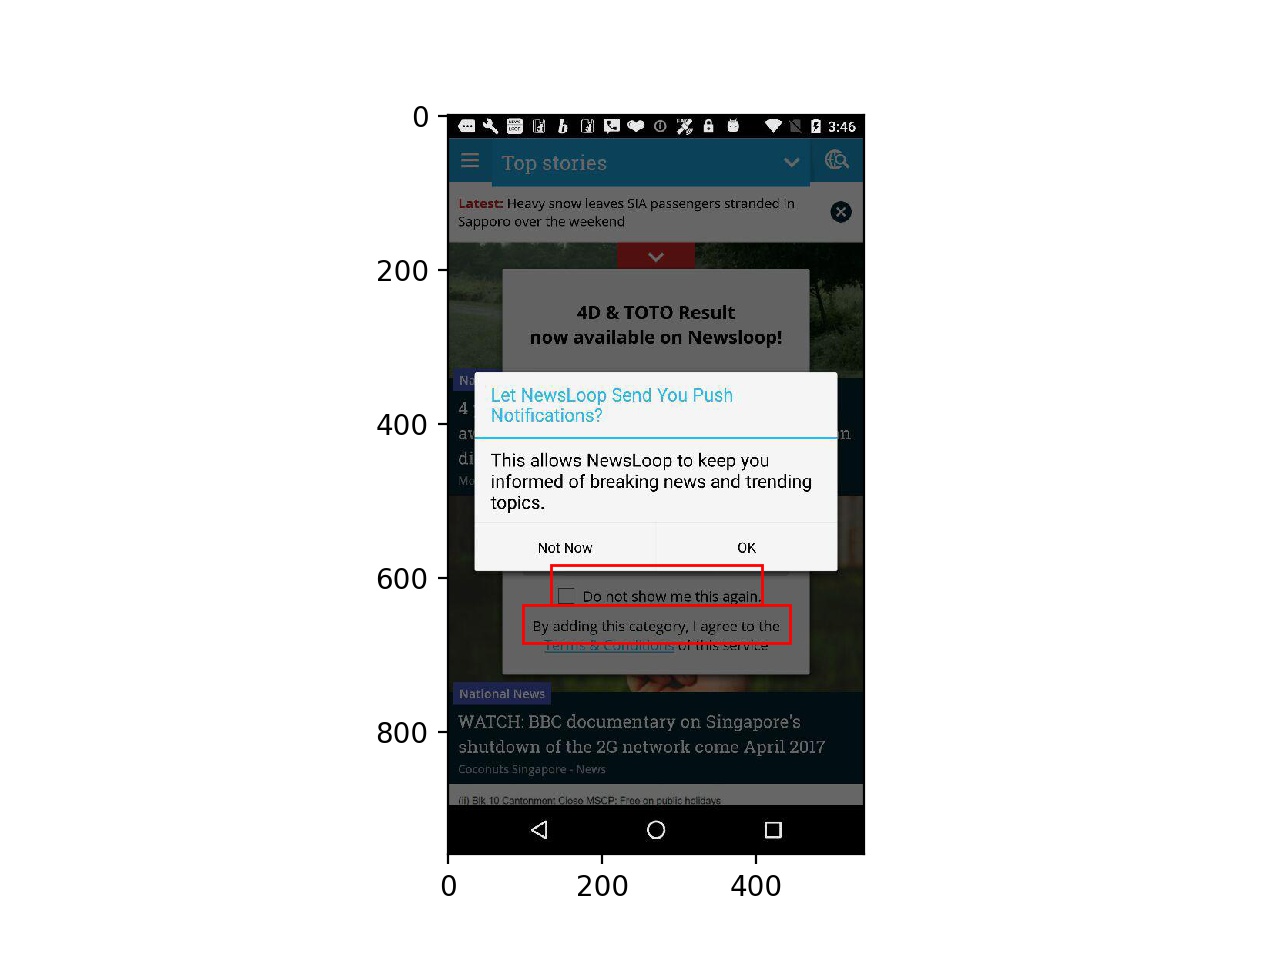 0
200
400
600
800
0
200
400
3:46
Top stories
Latest: Heavy snow leaves SIA passengers stranded in
Sapporo over the weekend
4D & TOTO Result
now available on Newsloop!
Let NewsLoop Send You Push
Notifications?
This allows NewsLoop to keep you
informed of breaking news and trending
topics.
Not Now
OK
Do not show me this again.
By adding this category, I agree to the
Terms & Conditions of this service
National News
WATCH: BBC documentary on Singapore's
shutdown of the 2G network come April 2017
Coconuts Singapore - News
(ii) Blk 10 Cantonment Close MSCP: Free on public holidays